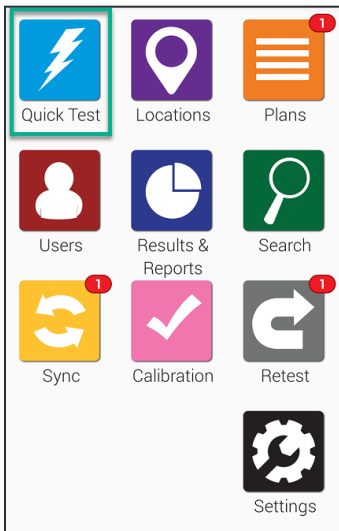 1
Quick Test
Locations
Plans
Users
Results &
Reports
Search
1
1
Sync
Calibration
Retest
Settings